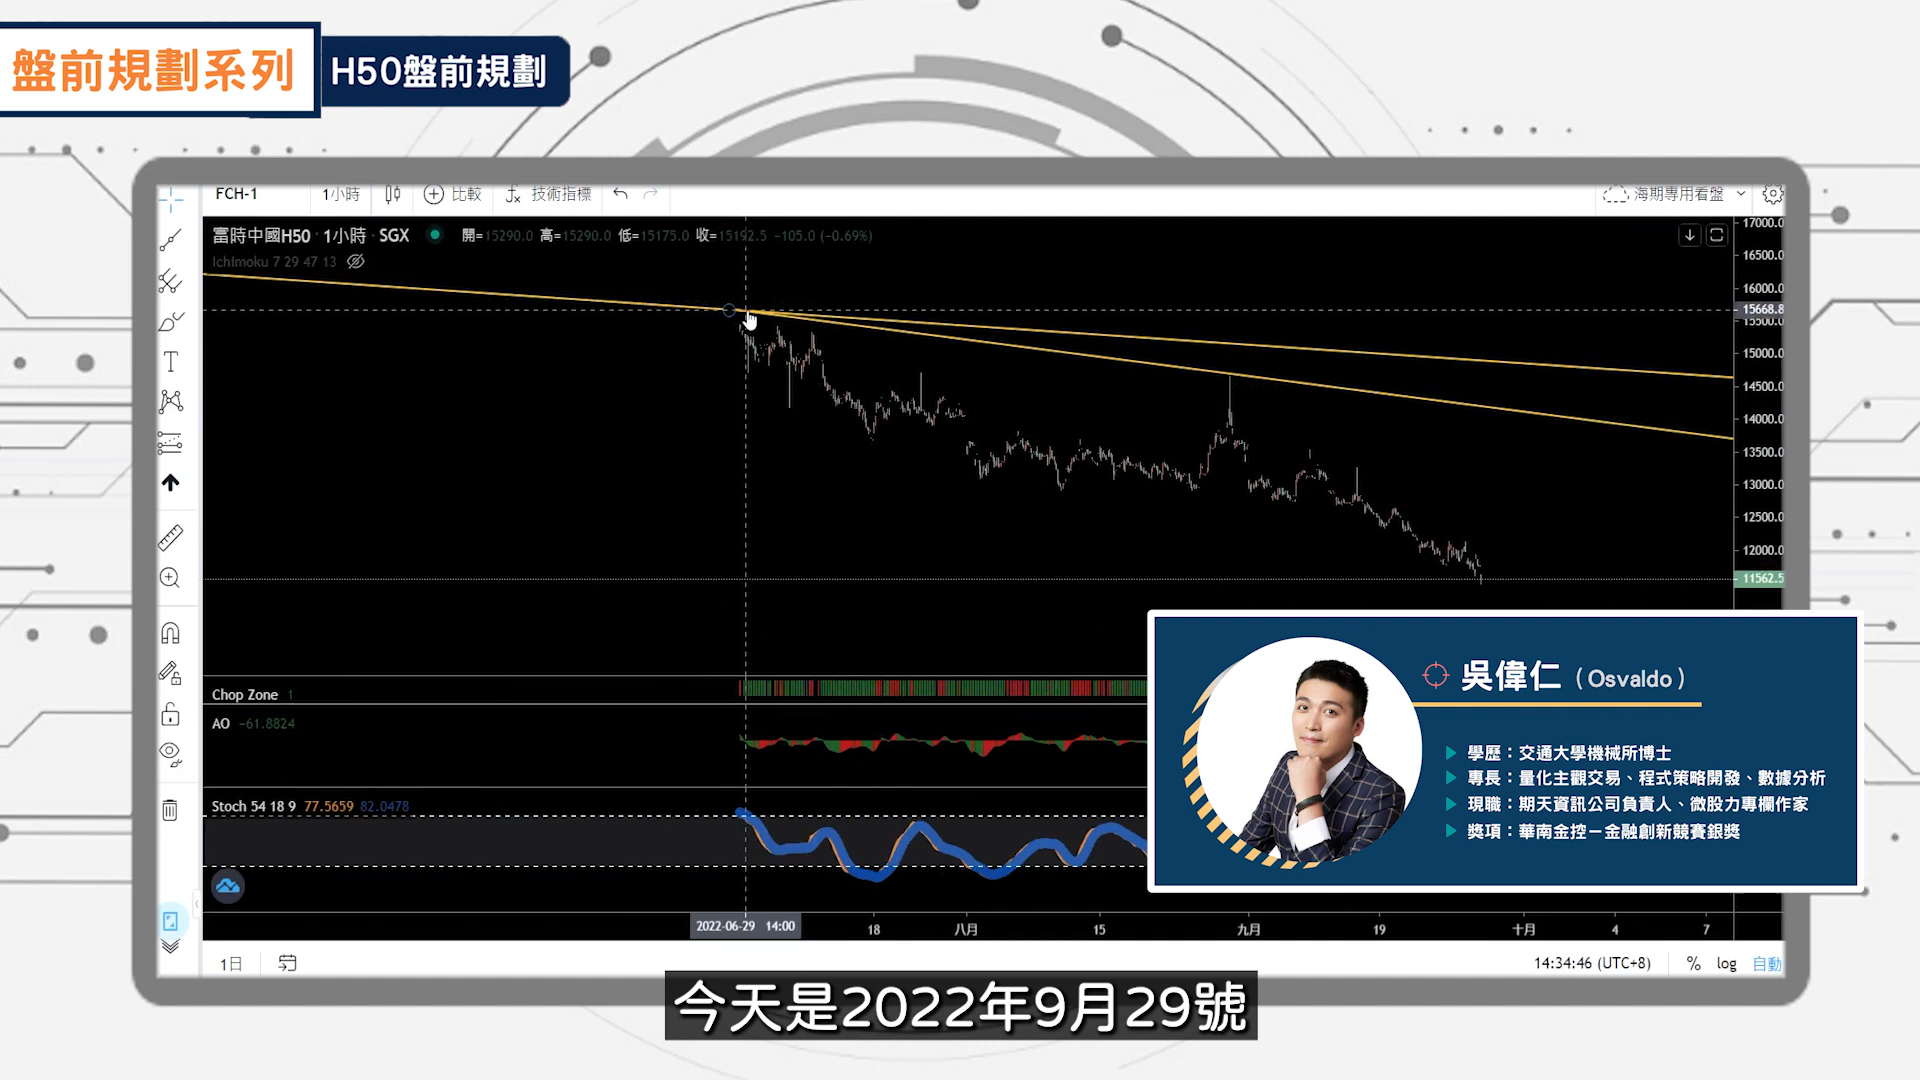 盤前規劃系列
H50盤前規劃
FCH-1 1小時 比較 技術指標 海期專用看盤
富時中國H50 · 1小時 · SGX 開=15290.0 高=15290.0 低=15175.0 收=15192.5 −105.0 (−0.69%)
Ichimoku 7 29 47 13
17000.0
16500.0
16000.0
15668.8
15500.0
15000.0
14500.0
14000.0
13500.0
13000.0
12500.0
12000.0
11562.5
Chop Zone 1
AO −61.8824
Stoch 54 18 9 77.5659 82.0478
吳偉仁（Osvaldo）
學歷：交通大學機械所博士
專長：量化主觀交易、程式策略開發、數據分析
現職：期天資訊公司負責人、微股力專欄作家
獎項：華南金控－金融創新競賽銀獎
2022-06-29 14:00 18 八月 15 九月 19 十月 4 7
1日 14:34:46 (UTC+8) % log 自動
今天是2022年9月29號